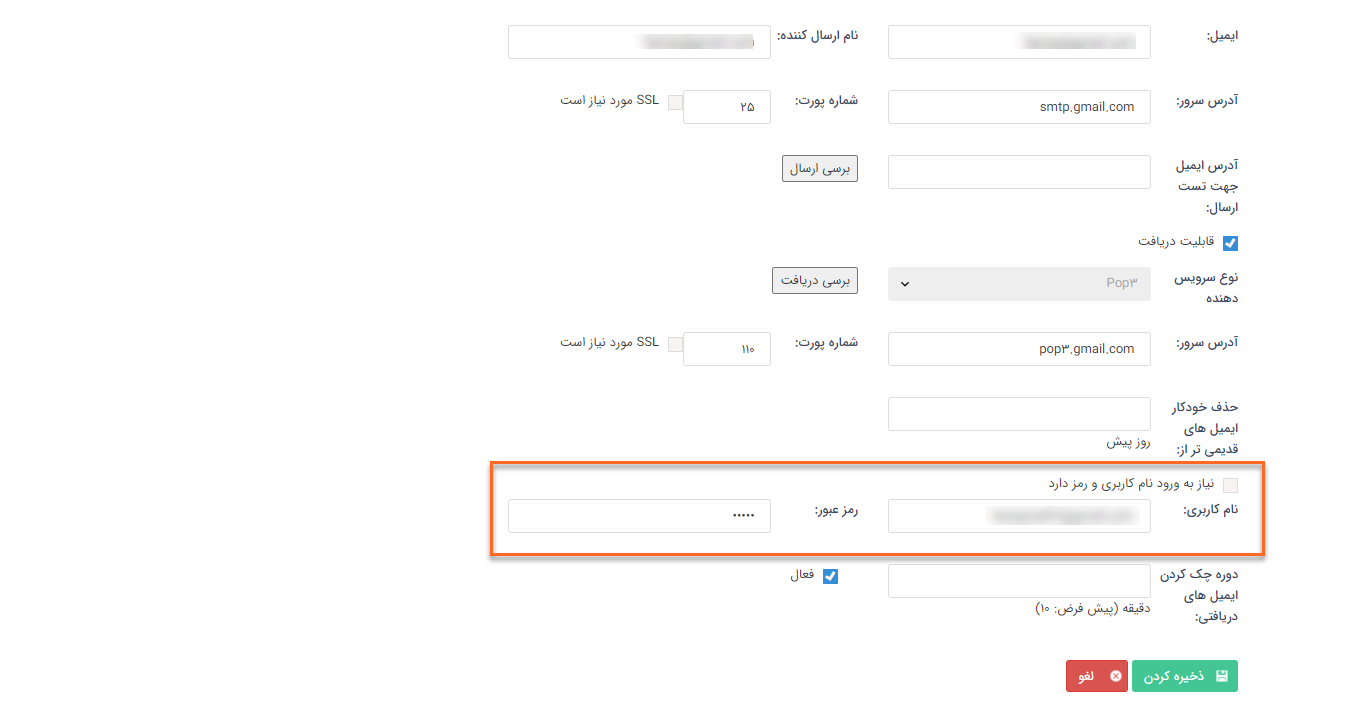 ایمیل:
نام ارسال کننده:
آدرس سرور: smtp.gmail.com
شماره پورت: ۲۵ SSL مورد نیاز است
آدرس ایمیل
جهت تست
ارسال:
برسی ارسال
قابلیت دریافت
نوع سرویس
دهنده
Pop۳
برسی دریافت
آدرس سرور: pop۳.gmail.com
شماره پورت: ۱۱۰ SSL مورد نیاز است
حذف خودکار
ایمیل های
قدیمی تر از:
روز پیش
نیاز به ورود نام کاربری و رمز دارد
نام کاربری:
رمز عبور: •••••
دوره چک کردن
ایمیل های
دریافتی:
دقیقه (پیش فرض: ۱۰)
فعال
ذخیره کردن
لغو